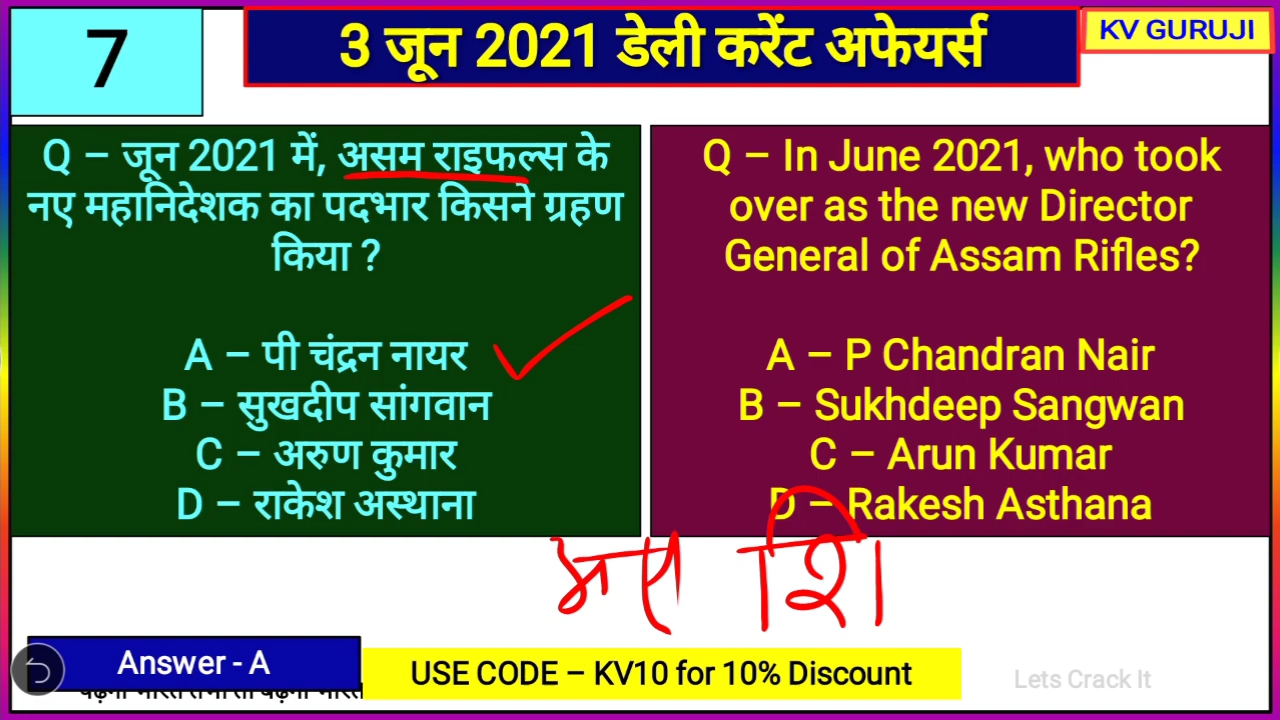 7
3 जून 2021 डेली करेंट अफेयर्स
KV GURUJI
Q – जून 2021 में, असम राइफल्स के
नए महानिदेशक का पदभार किसने ग्रहण
किया ?
A – पी चंद्रन नायर
B – सुखदीप सांगवान
C – अरुण कुमार
D – राकेश अस्थाना
Q – In June 2021, who took
over as the new Director
General of Assam Rifles?
A – P Chandran Nair
B – Sukhdeep Sangwan
C – Arun Kumar
D – Rakesh Asthana
Answer - A
USE CODE – KV10 for 10% Discount
Lets Crack It